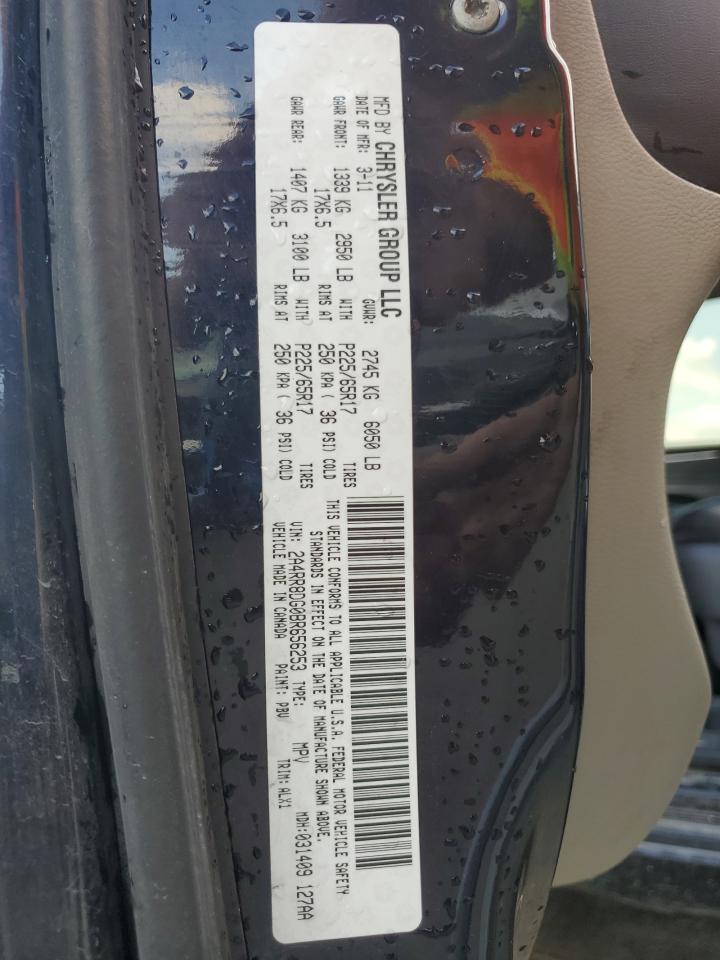 MFD BY CHRYSLER GROUP LLC
DATE OF MFR: 3-11 GVWR: 2745 KG 6050 LB
GAWR FRONT: 1339 KG 2950 LB WITH P225/65R17 TIRES
17X6.5 RIMS AT 250 KPA ( 36 PSI) COLD
GAWR REAR: 1407 KG 3100 LB WITH P225/65R17 TIRES
17X6.5 RIMS AT 250 KPA ( 36 PSI) COLD
THIS VEHICLE CONFORMS TO ALL APPLICABLE U.S.A. FEDERAL MOTOR VEHICLE SAFETY
STANDARDS IN EFFECT ON THE DATE OF MANUFACTURE SHOWN ABOVE.
VIN: 2A4RR8DG0BR656253 TYPE: MPV MDH:031409 127AA
VEHICLE MADE IN CANADA PAINT: PBV TRIM:ALX1